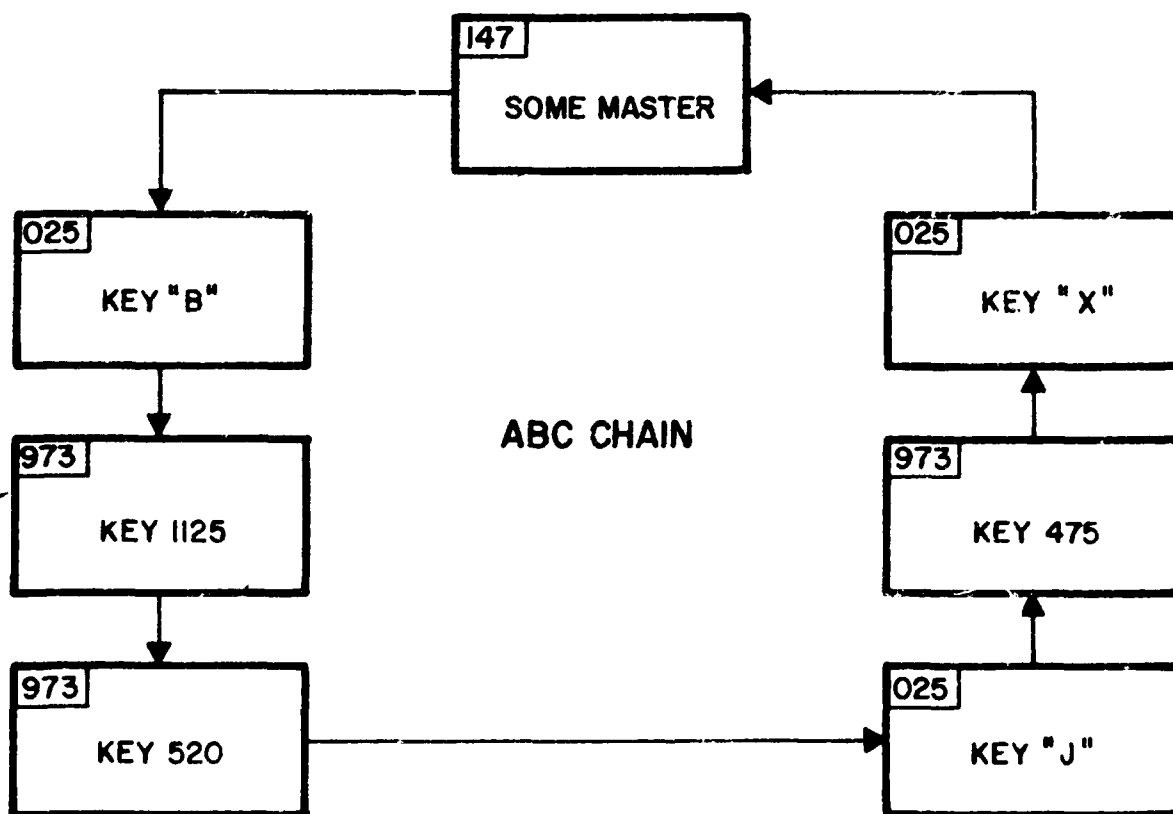 147
SOME MASTER
025
KEY "B"
025
KEY "X"
ABC CHAIN
973
KEY 1125
973
KEY 475
973
KEY 520
025
KEY "J"